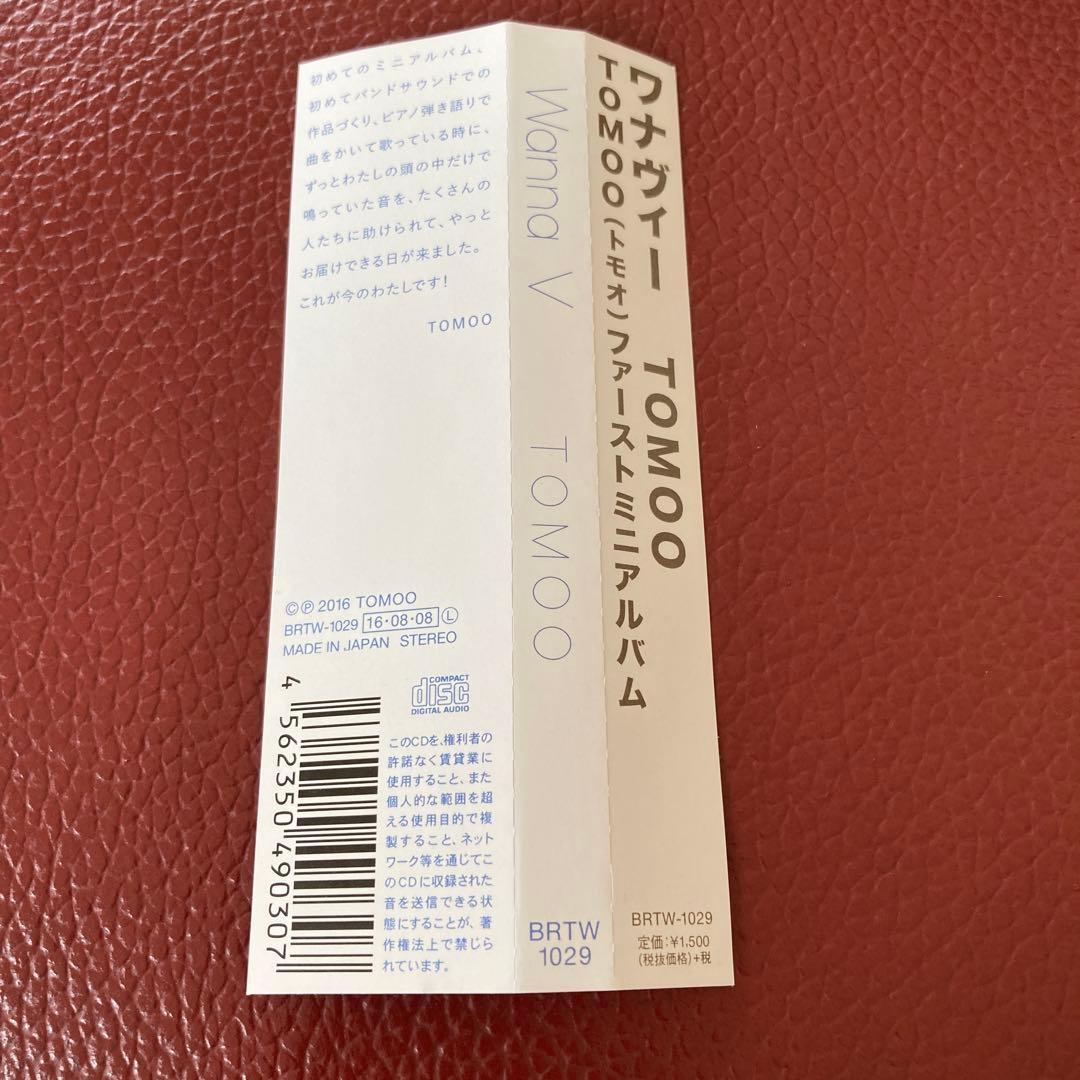 初めてのミニアルバム、
初めてバンドサウンドでの
作品づくり、ピアノ弾き語りで
曲をかいて歌っている時に、
ずっとわたしの頭の中だけで
鳴っていた音を、たくさんの
人たちに助けられて、やっと
お届けできる日が来ました。
これが今のわたしです!
TOMOO
©Ⓟ2016 TOMOO
BRTW-1029 16・08・08 Ⓛ
MADE IN JAPAN STEREO
COMPACT
disc
DIGITAL AUDIO
4 562350 490307
このCDを、権利者の
許諾なく賃貸業に
使用すること、また
個人的な範囲を超
える使用目的で複
製すること、ネット
ワーク等を通じてこ
のCDに収録された
音を送信できる状
態にすることが、著
作権法上で禁じら
れています。
Wanna V TOMOO
BRTW
1029
ワナヴィー TOMOO
TOMOO(トモオ)ファーストミニアルバム
BRTW-1029
定価:¥1,500
(税抜価格)+税